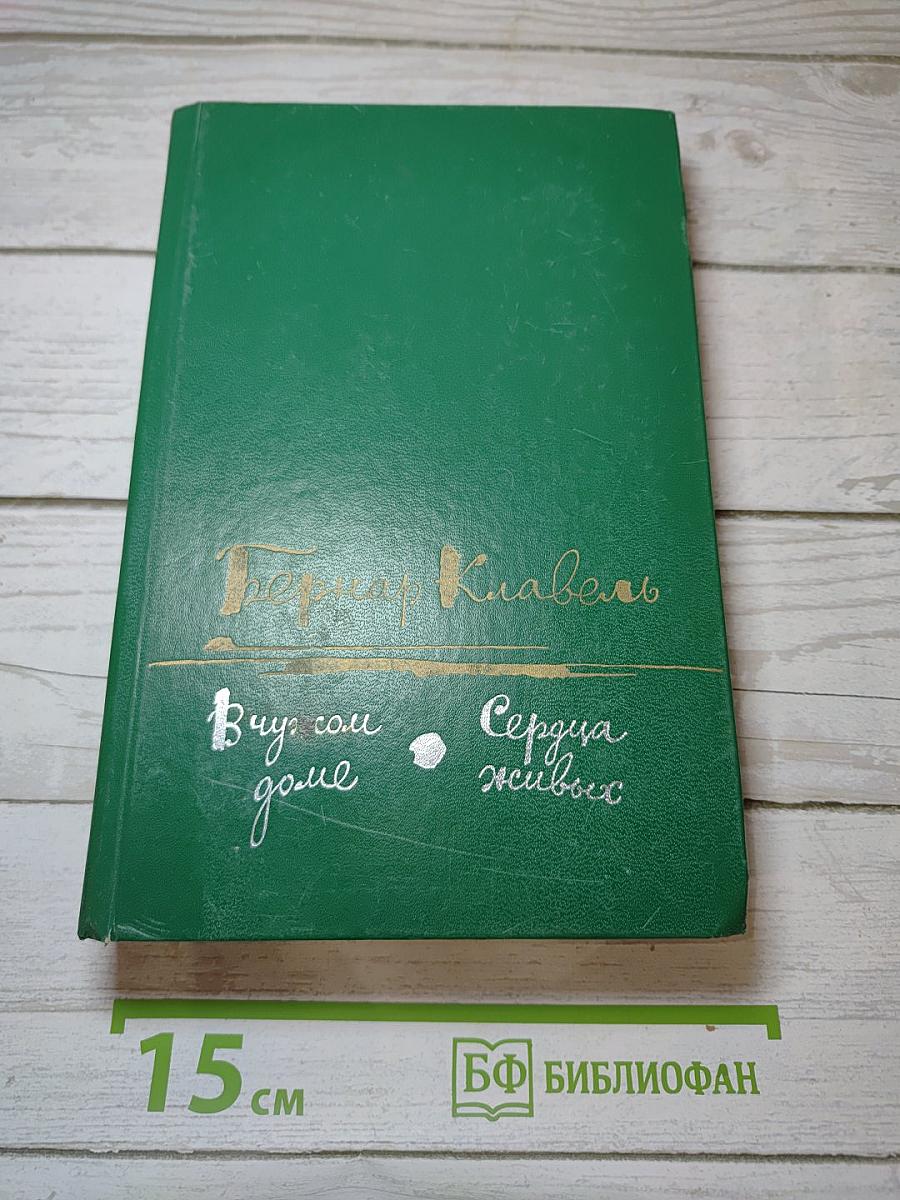 Бернар Клавель
В чужом
доме
Сердца
живых
15 см
БФ БИБЛИОФАН